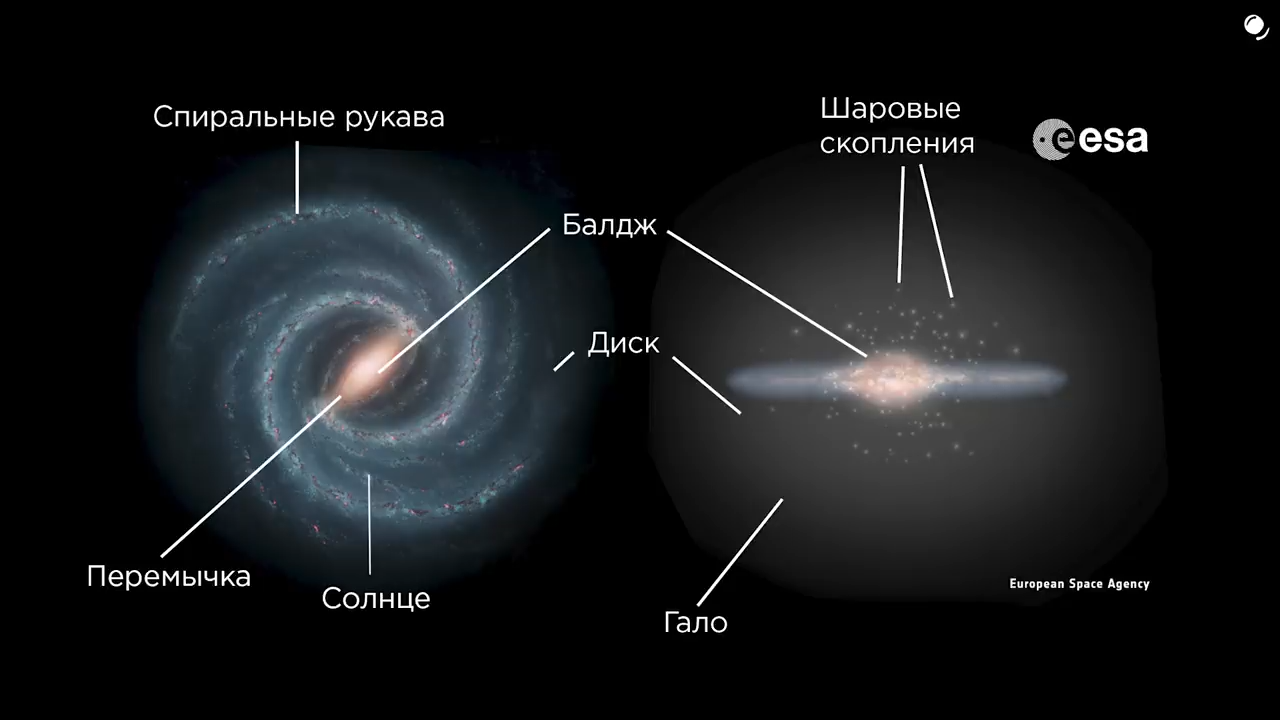 Спиральные рукава
Шаровые
скопления
esa
Балдж
Диск
Перемычка
Солнце
Гало
European Space Agency